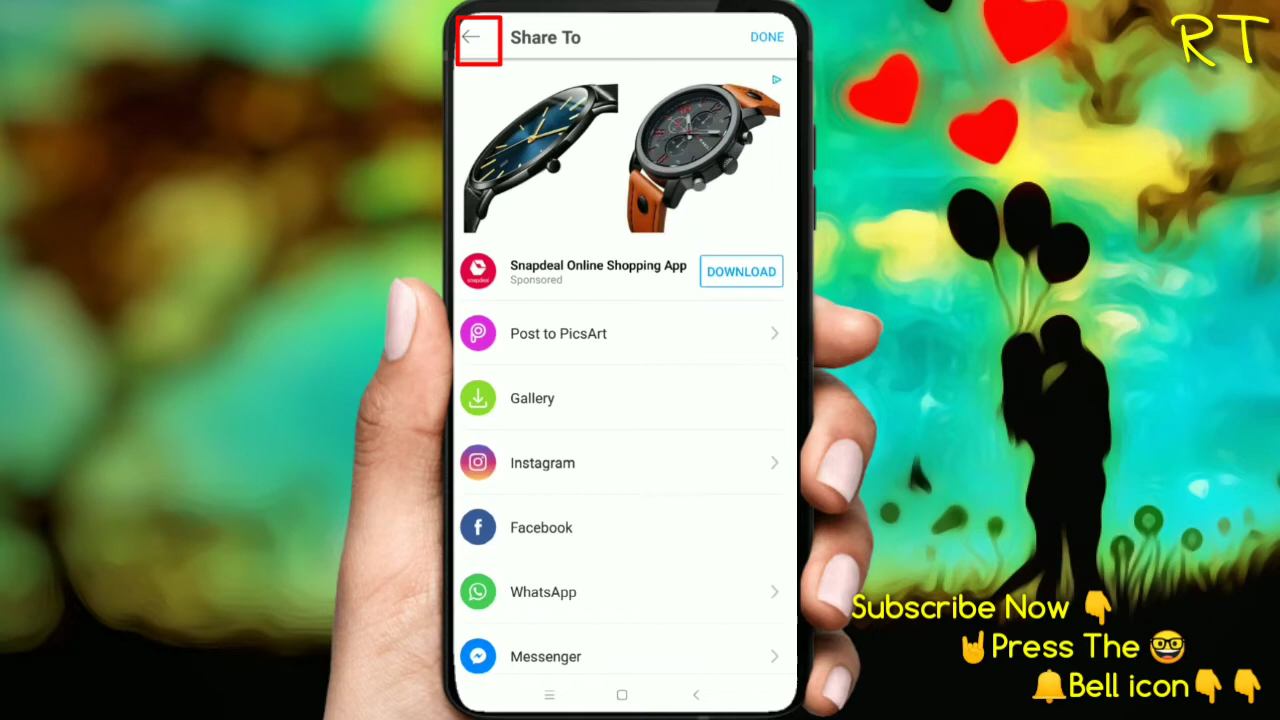 Share To
DONE
Snapdeal Online Shopping App
Sponsored
DOWNLOAD
snapdeal
Post to PicsArt
Gallery
Instagram
Facebook
WhatsApp
Messenger
RT
Subscribe Now 👇
🤘Press The 🤓
🔔Bell icon👇👇